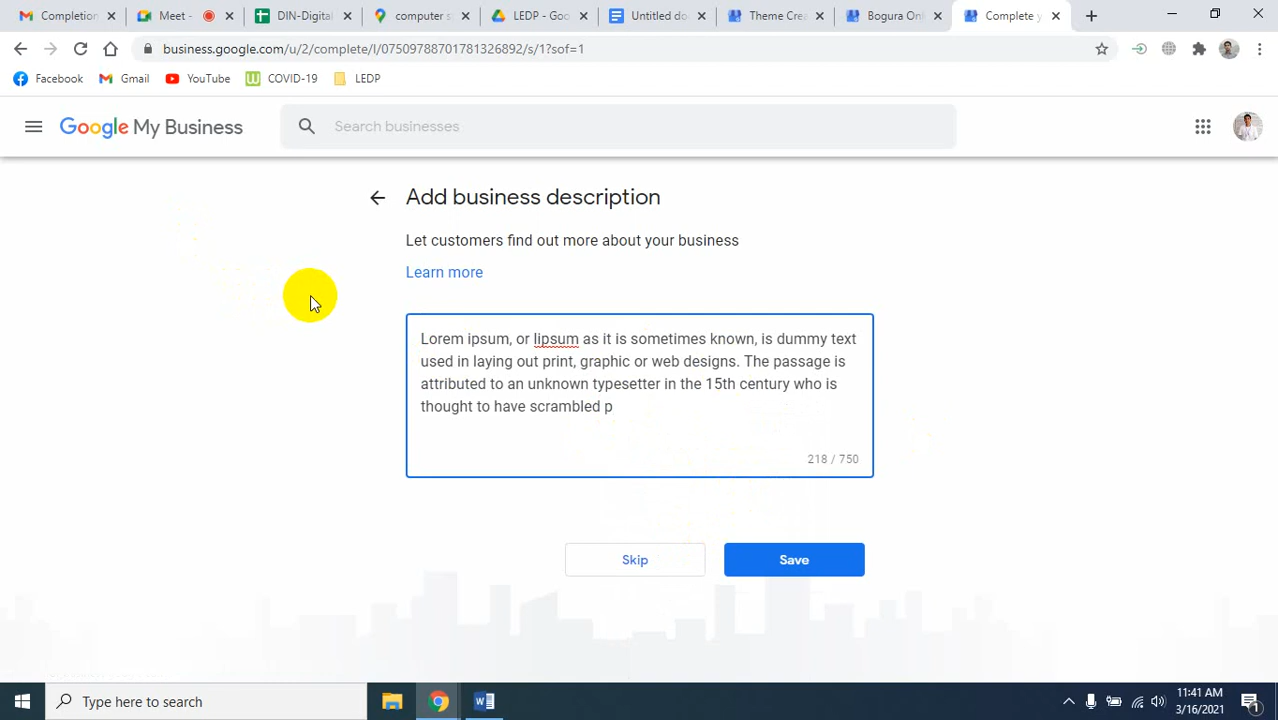 Completion
Meet -
DIN-Digital
computer st
LEDP - Goo
Untitled do
Theme Crea
Bogura Onl
Complete y
business.google.com/u/2/complete/l/07509788701781326892/s/1?sof=1
Facebook
Gmail
YouTube
COVID-19
LEDP
Google My Business
Search businesses
Add business description
Let customers find out more about your business
Learn more
Lorem ipsum, or lipsum as it is sometimes known, is dummy text
used in laying out print, graphic or web designs. The passage is
attributed to an unknown typesetter in the 15th century who is
thought to have scrambled p
218 / 750
Skip
Save
Type here to search
11:41 AM
3/16/2021
1